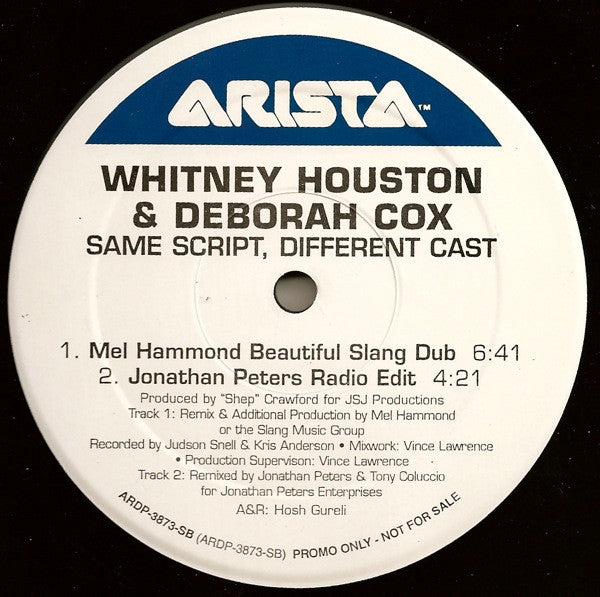 ARISTA™
WHITNEY HOUSTON
& DEBORAH COX
SAME SCRIPT, DIFFERENT CAST
1. Mel Hammond Beautiful Slang Dub 6:41
2. Jonathan Peters Radio Edit 4:21
Produced by "Shep" Crawford for JSJ Productions
Track 1: Remix & Additional Production by Mel Hammond
or the Slang Music Group
Recorded by Judson Snell & Kris Anderson • Mixwork: Vince Lawrence
• Production Supervison: Vince Lawrence
Track 2: Remixed by Jonathan Peters & Tony Coluccio
for Jonathan Peters Enterprises
A&R: Hosh Gureli
ARDP-3873-SB (ARDP-3873-SB) PROMO ONLY - NOT FOR SALE